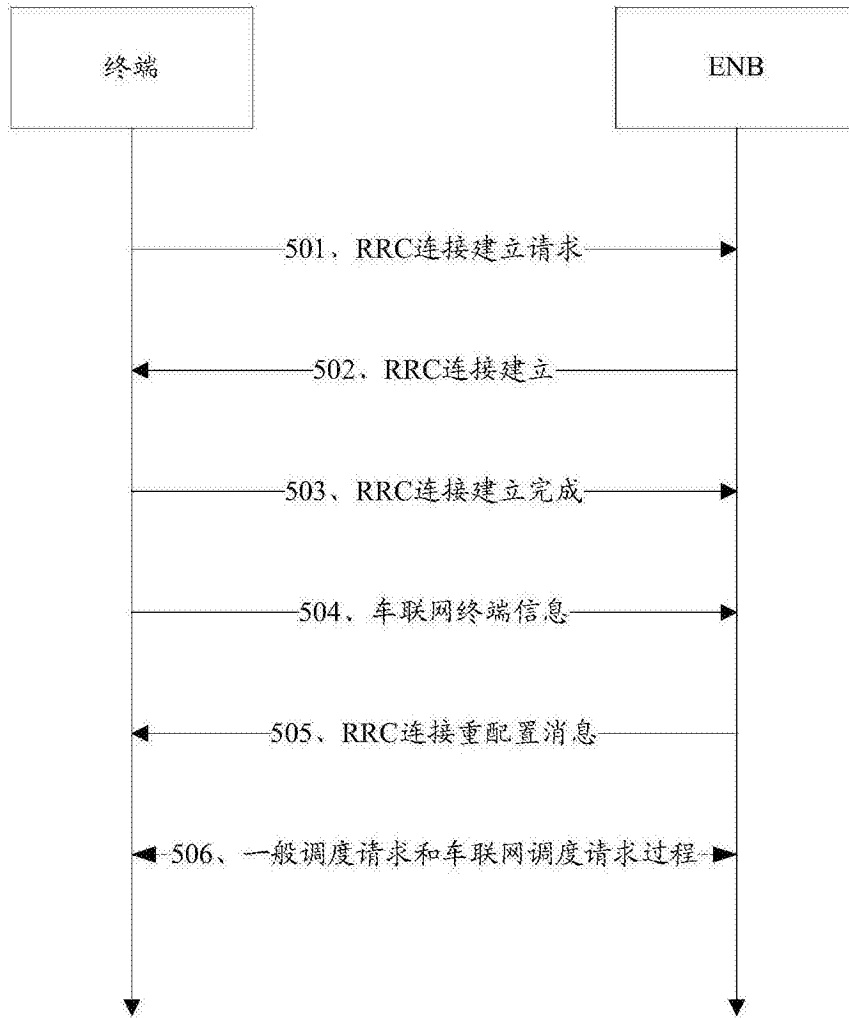 终端
ENB
501、RRC连接建立请求
502、RRC连接建立
503、RRC连接建立完成
504、车联网终端信息
505、RRC连接重配置消息
506、一般调度请求和车联网调度请求过程